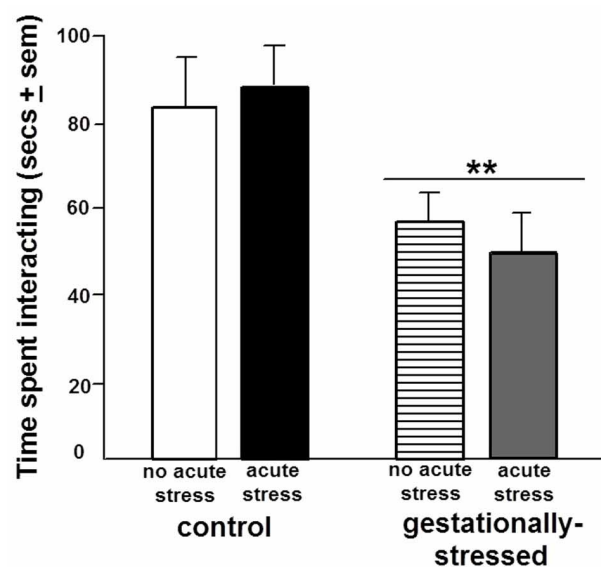 Time spent interacting (secs ± sem)
100
80
60
40
20
0
**
no acute stress
acute stress
no acute stress
acute stress
control
gestationally-
stressed